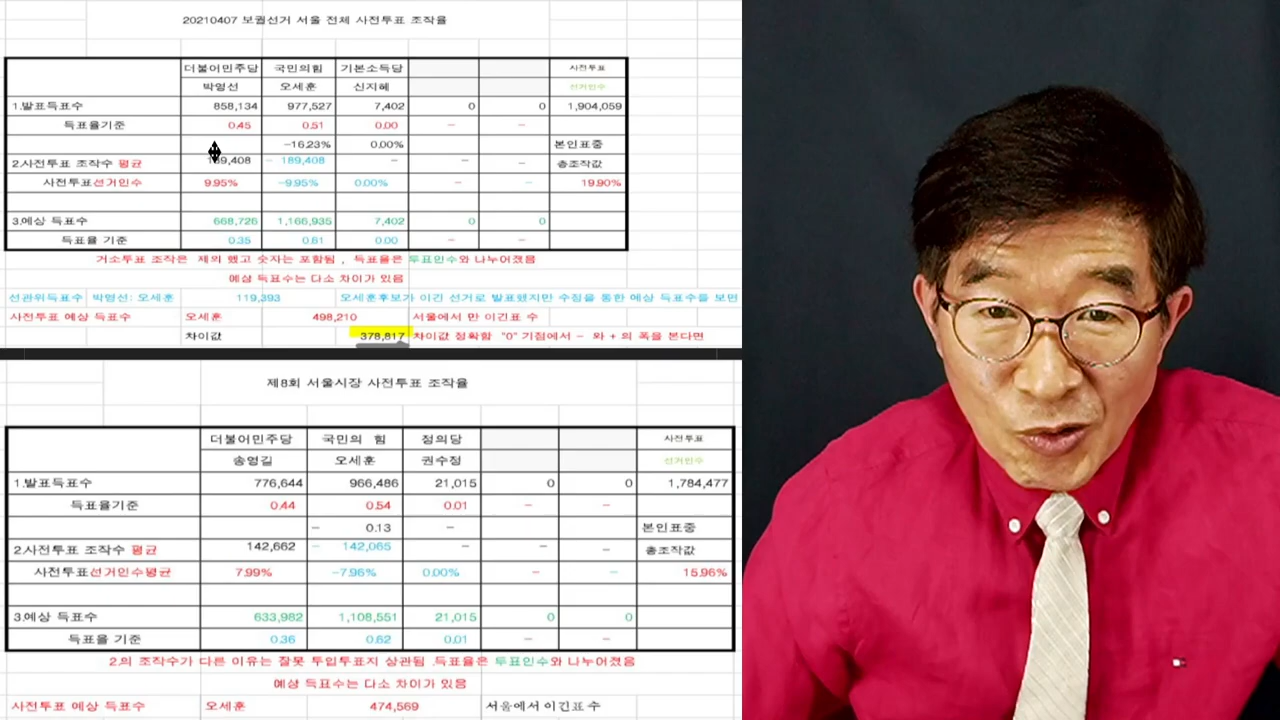 20210407 보궐선거 서울 전체 사전투표 조작율
더불어민주당 국민의힘 기본소득당 사전투표
박영선 오세훈 신지혜 선거인수
1.발표득표수 858,134 977,527 7,402 0 0 1,904,059
득표율기준 0.45 0.51 0.00 – –
–16.23% 0.00% 본인표중
2.사전투표 조작수 평균 189,408 – 189,408 – – – 총조작값
사전투표선거인수 9.95% –9.95% 0.00% – – 19.90%
3.예상 득표수 668,726 1,166,935 7,402 0 0
득표율 기준 0.35 0.61 0.00 – –
거소투표 조작은 제외 했고 숫자는 포함됨 , 득표율은 투표인수와 나누어졌음
예상 득표수는 다소 차이가 있음
선관위득표수 박영선: 오세훈 119,393 오세훈후보가 이긴 선거로 발표했지만 수정을 통한 예상 득표수를 보면
사전투표 예상 득표수 오세훈 498,210 서울에서 만 이긴표 수
차이값 378,817 차이값 정확함 "0" 기점에서 – 와 + 의 폭을 본다면
제8회 서울시장 사전투표 조작율
더불어민주당 국민의 힘 정의당 사전투표
송영길 오세훈 권수정 선거인수
1.발표득표수 776,644 966,486 21,015 0 0 1,784,477
득표율기준 0.44 0.54 0.01 – –
– 0.13 – 본인표중
2.사전투표 조작수 평균 142,662 – 142,065 – – – 총조작값
사전투표선거인수평균 7.99% –7.96% 0.00% – – 15.96%
3.예상 득표수 633,982 1,108,551 21,015 0 0
득표율 기준 0.36 0.62 0.01 – –
2.의 조작수가 다른 이유는 잘못 투입투표지 상관됨 .득표율은 투표인수와 나누어졌음
예상 득표수는 다소 차이가 있음
사전투표 예상 득표수 오세훈 474,569 서울에서이긴표수